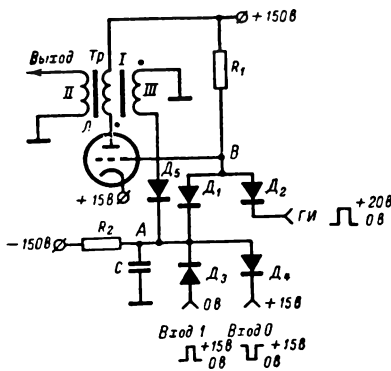 +150в
Выход
Тр
I
II
III
R₁
Л
В
+15в
Д₅
Д₁
Д₂
ГИ
+20в
0в
-150в
R₂
А
С
Д₃
Д₄
0в
+15в
Вход 1
Вход 0
+15в
0в
+15в
0в